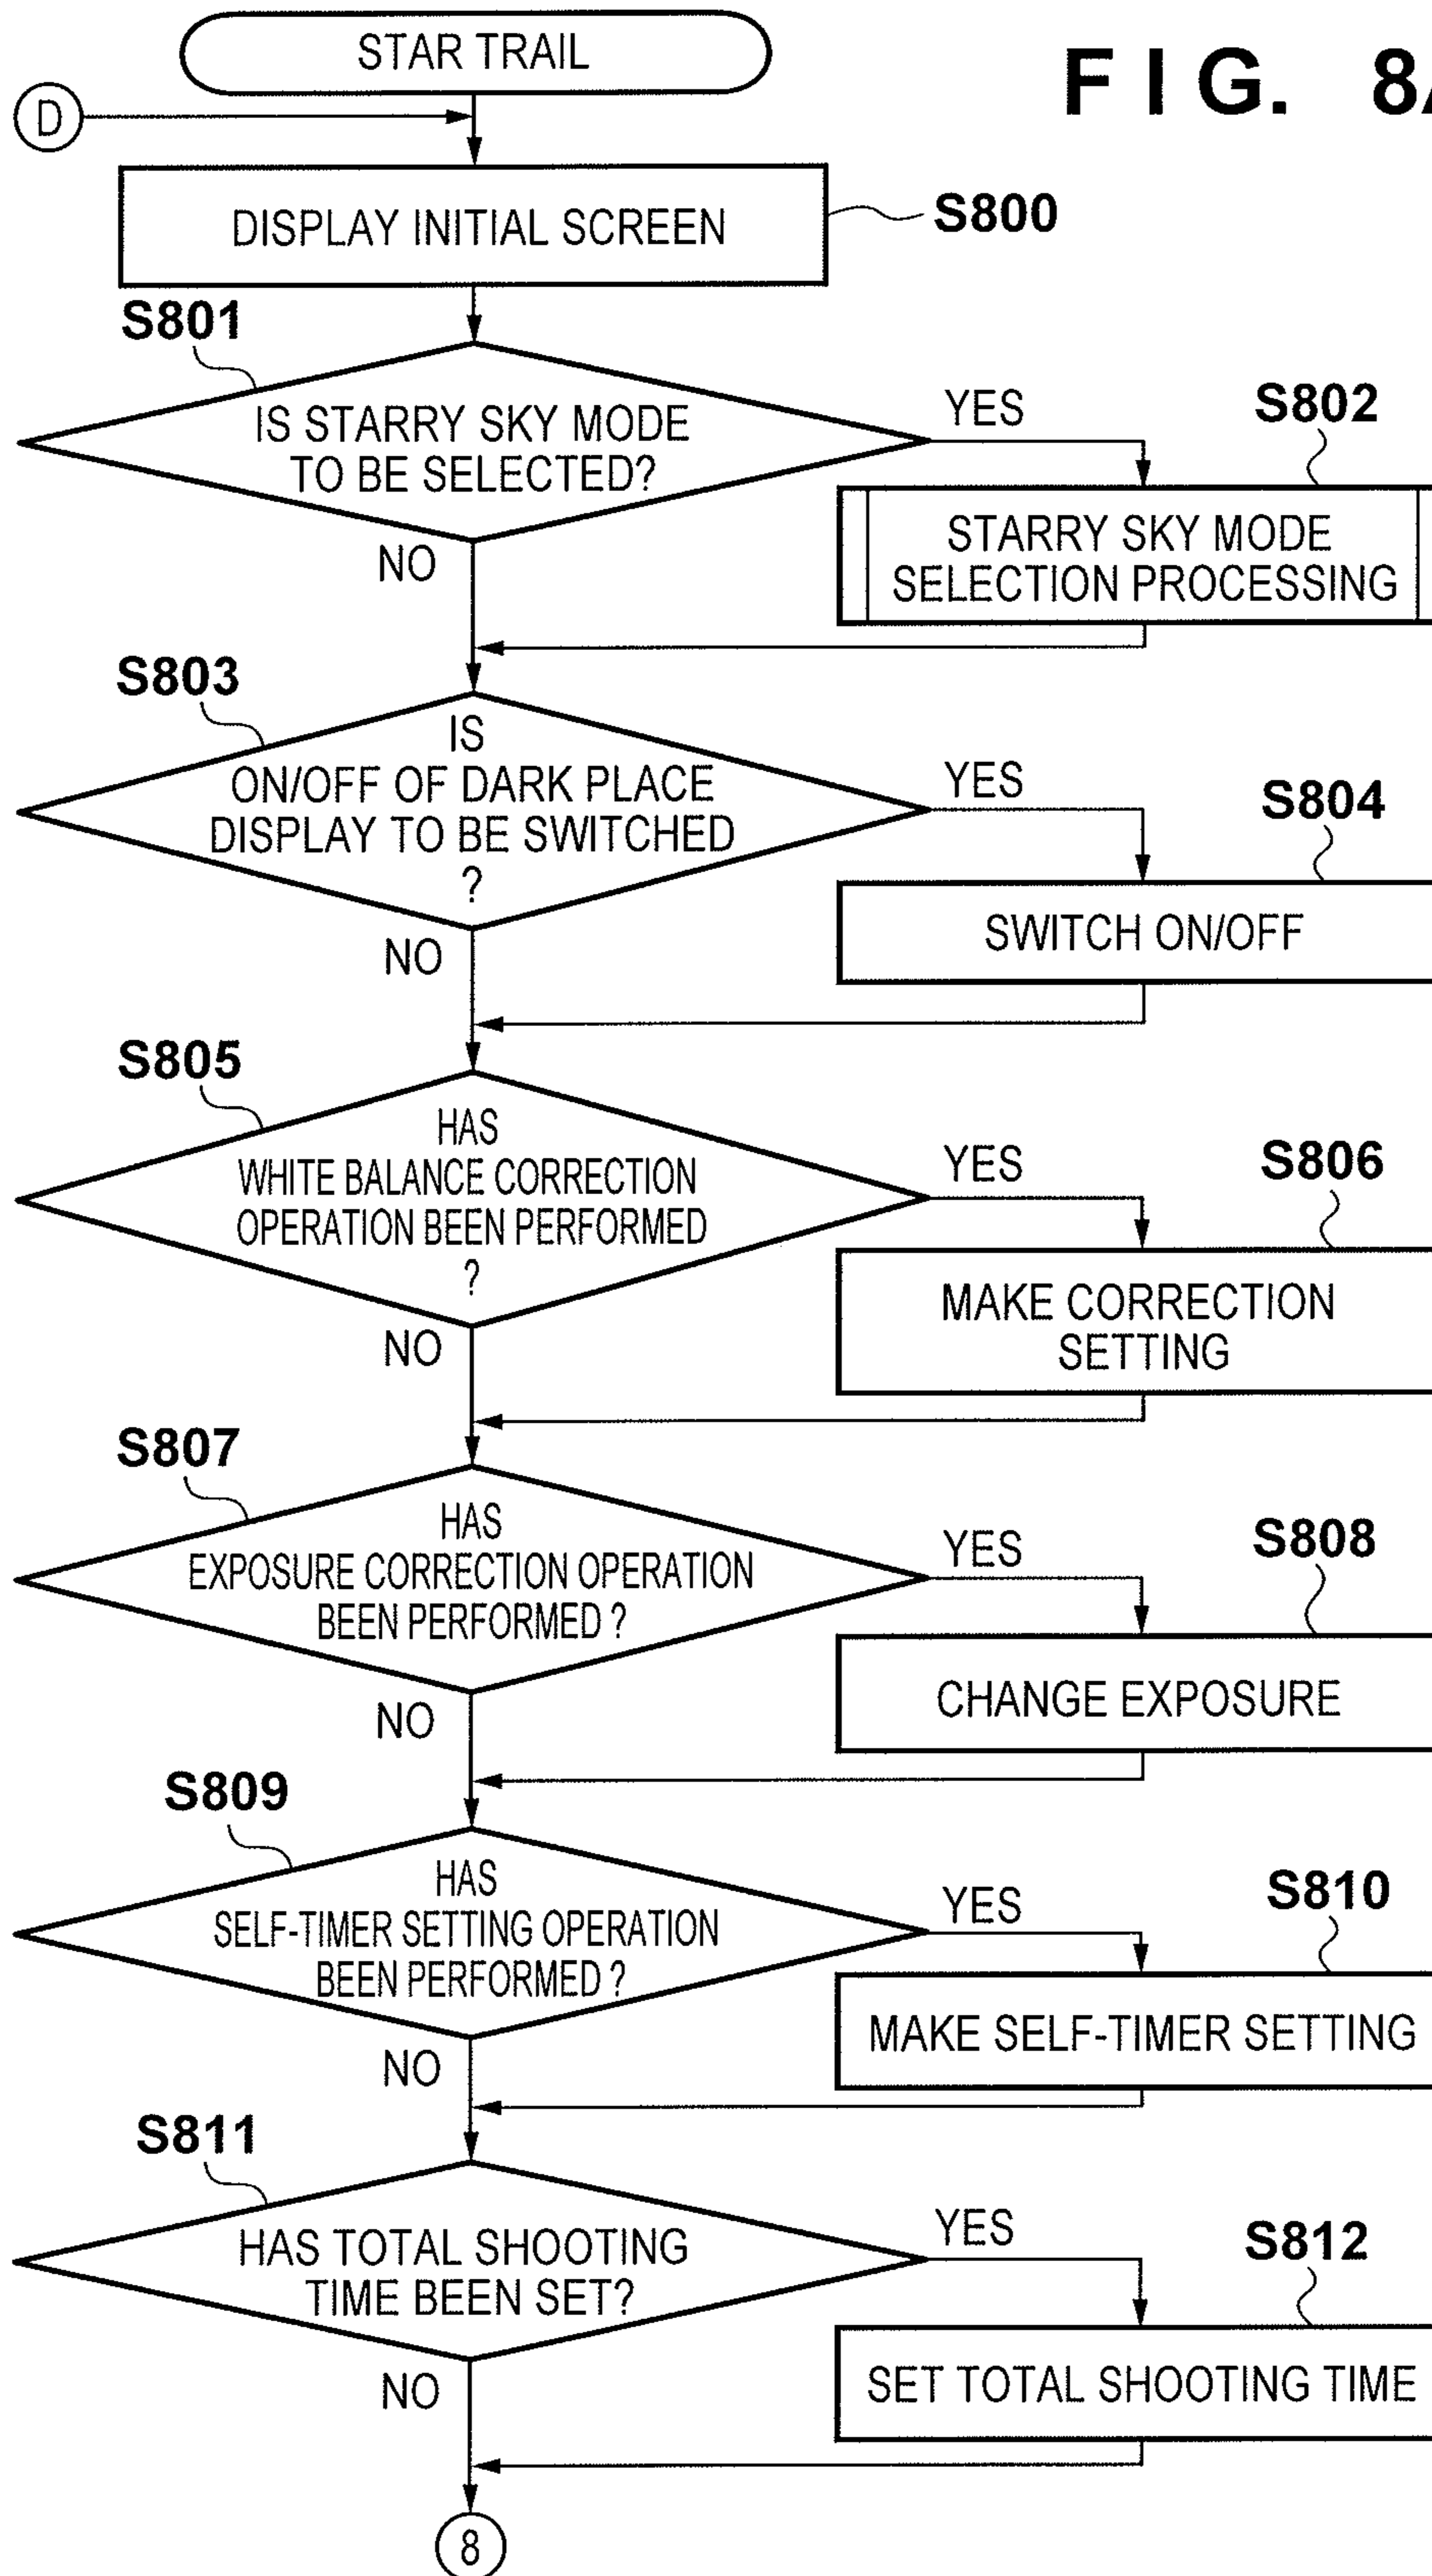 STAR TRAIL
FIG. 8A
D
DISPLAY INITIAL SCREEN
S800
S801
IS STARRY SKY MODE
TO BE SELECTED?
YES
NO
S802
STARRY SKY MODE
SELECTION PROCESSING
S803
IS
ON/OFF OF DARK PLACE
DISPLAY TO BE SWITCHED
?
YES
NO
S804
SWITCH ON/OFF
S805
HAS
WHITE BALANCE CORRECTION
OPERATION BEEN PERFORMED
?
YES
NO
S806
MAKE CORRECTION
SETTING
S807
HAS
EXPOSURE CORRECTION OPERATION
BEEN PERFORMED ?
YES
NO
S808
CHANGE EXPOSURE
S809
HAS
SELF-TIMER SETTING OPERATION
BEEN PERFORMED ?
YES
NO
S810
MAKE SELF-TIMER SETTING
S811
HAS TOTAL SHOOTING
TIME BEEN SET?
YES
NO
S812
SET TOTAL SHOOTING TIME
8